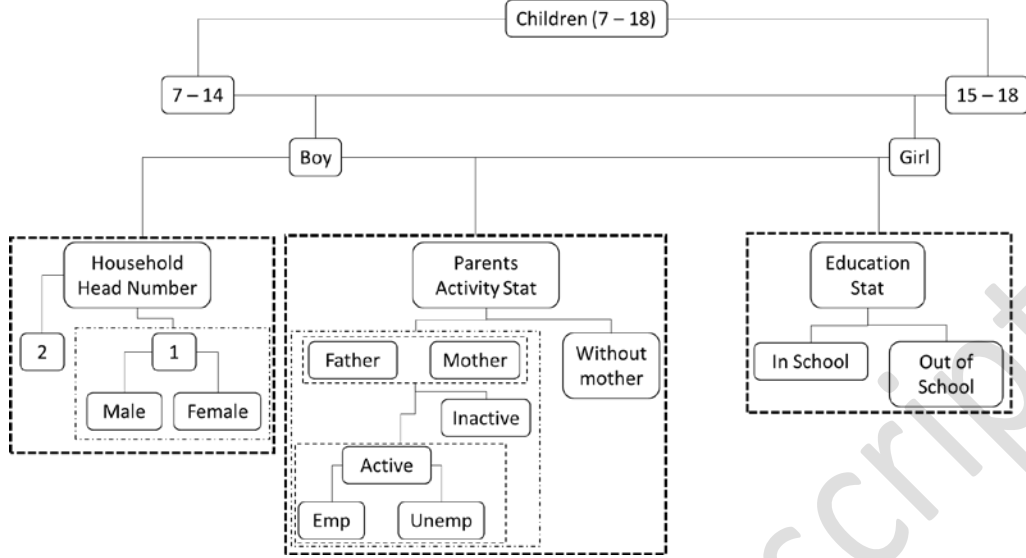 Children (7 – 18)
7 – 14
15 – 18
Boy
Girl
Household
Head Number
2
1
Male
Female
Parents
Activity Stat
Father
Mother
Without
mother
Inactive
Active
Emp
Unemp
Education
Stat
In School
Out of
School
script